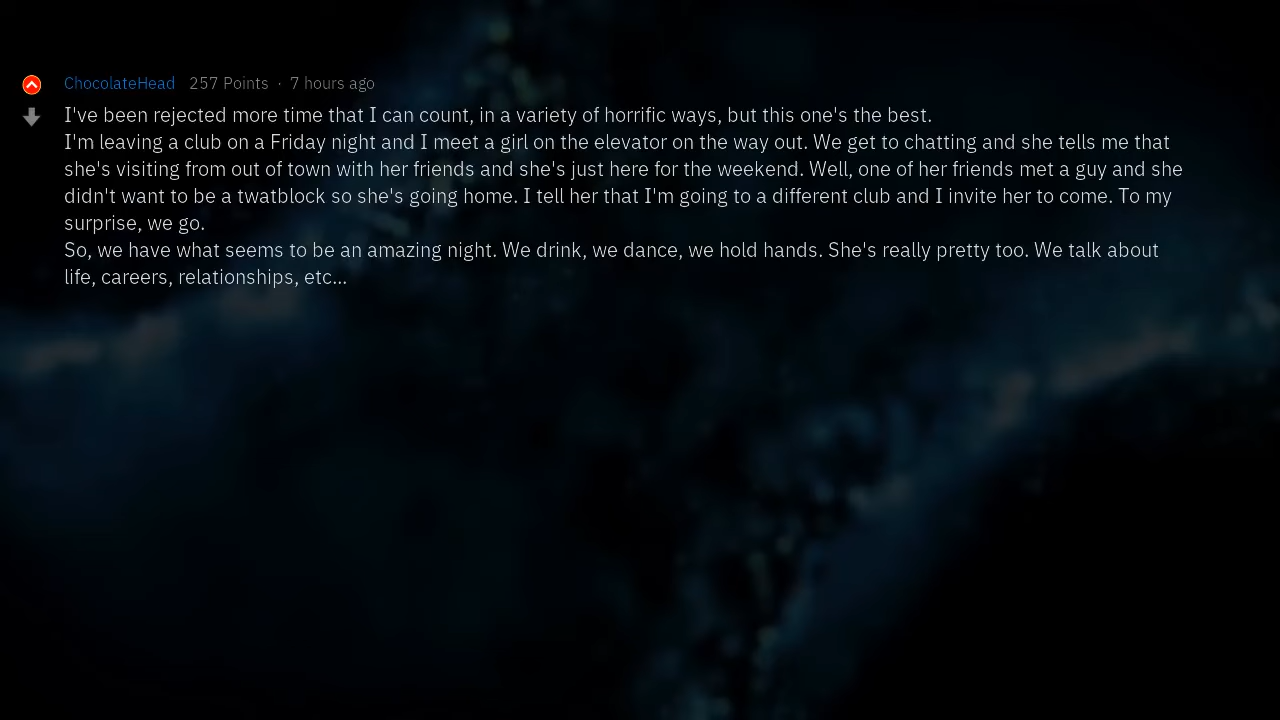 ChocolateHead 257 Points · 7 hours ago
I've been rejected more time that I can count, in a variety of horrific ways, but this one's the best.
I'm leaving a club on a Friday night and I meet a girl on the elevator on the way out. We get to chatting and she tells me that
she's visiting from out of town with her friends and she's just here for the weekend. Well, one of her friends met a guy and she
didn't want to be a twatblock so she's going home. I tell her that I'm going to a different club and I invite her to come. To my
surprise, we go.
So, we have what seems to be an amazing night. We drink, we dance, we hold hands. She's really pretty too. We talk about
life, careers, relationships, etc...